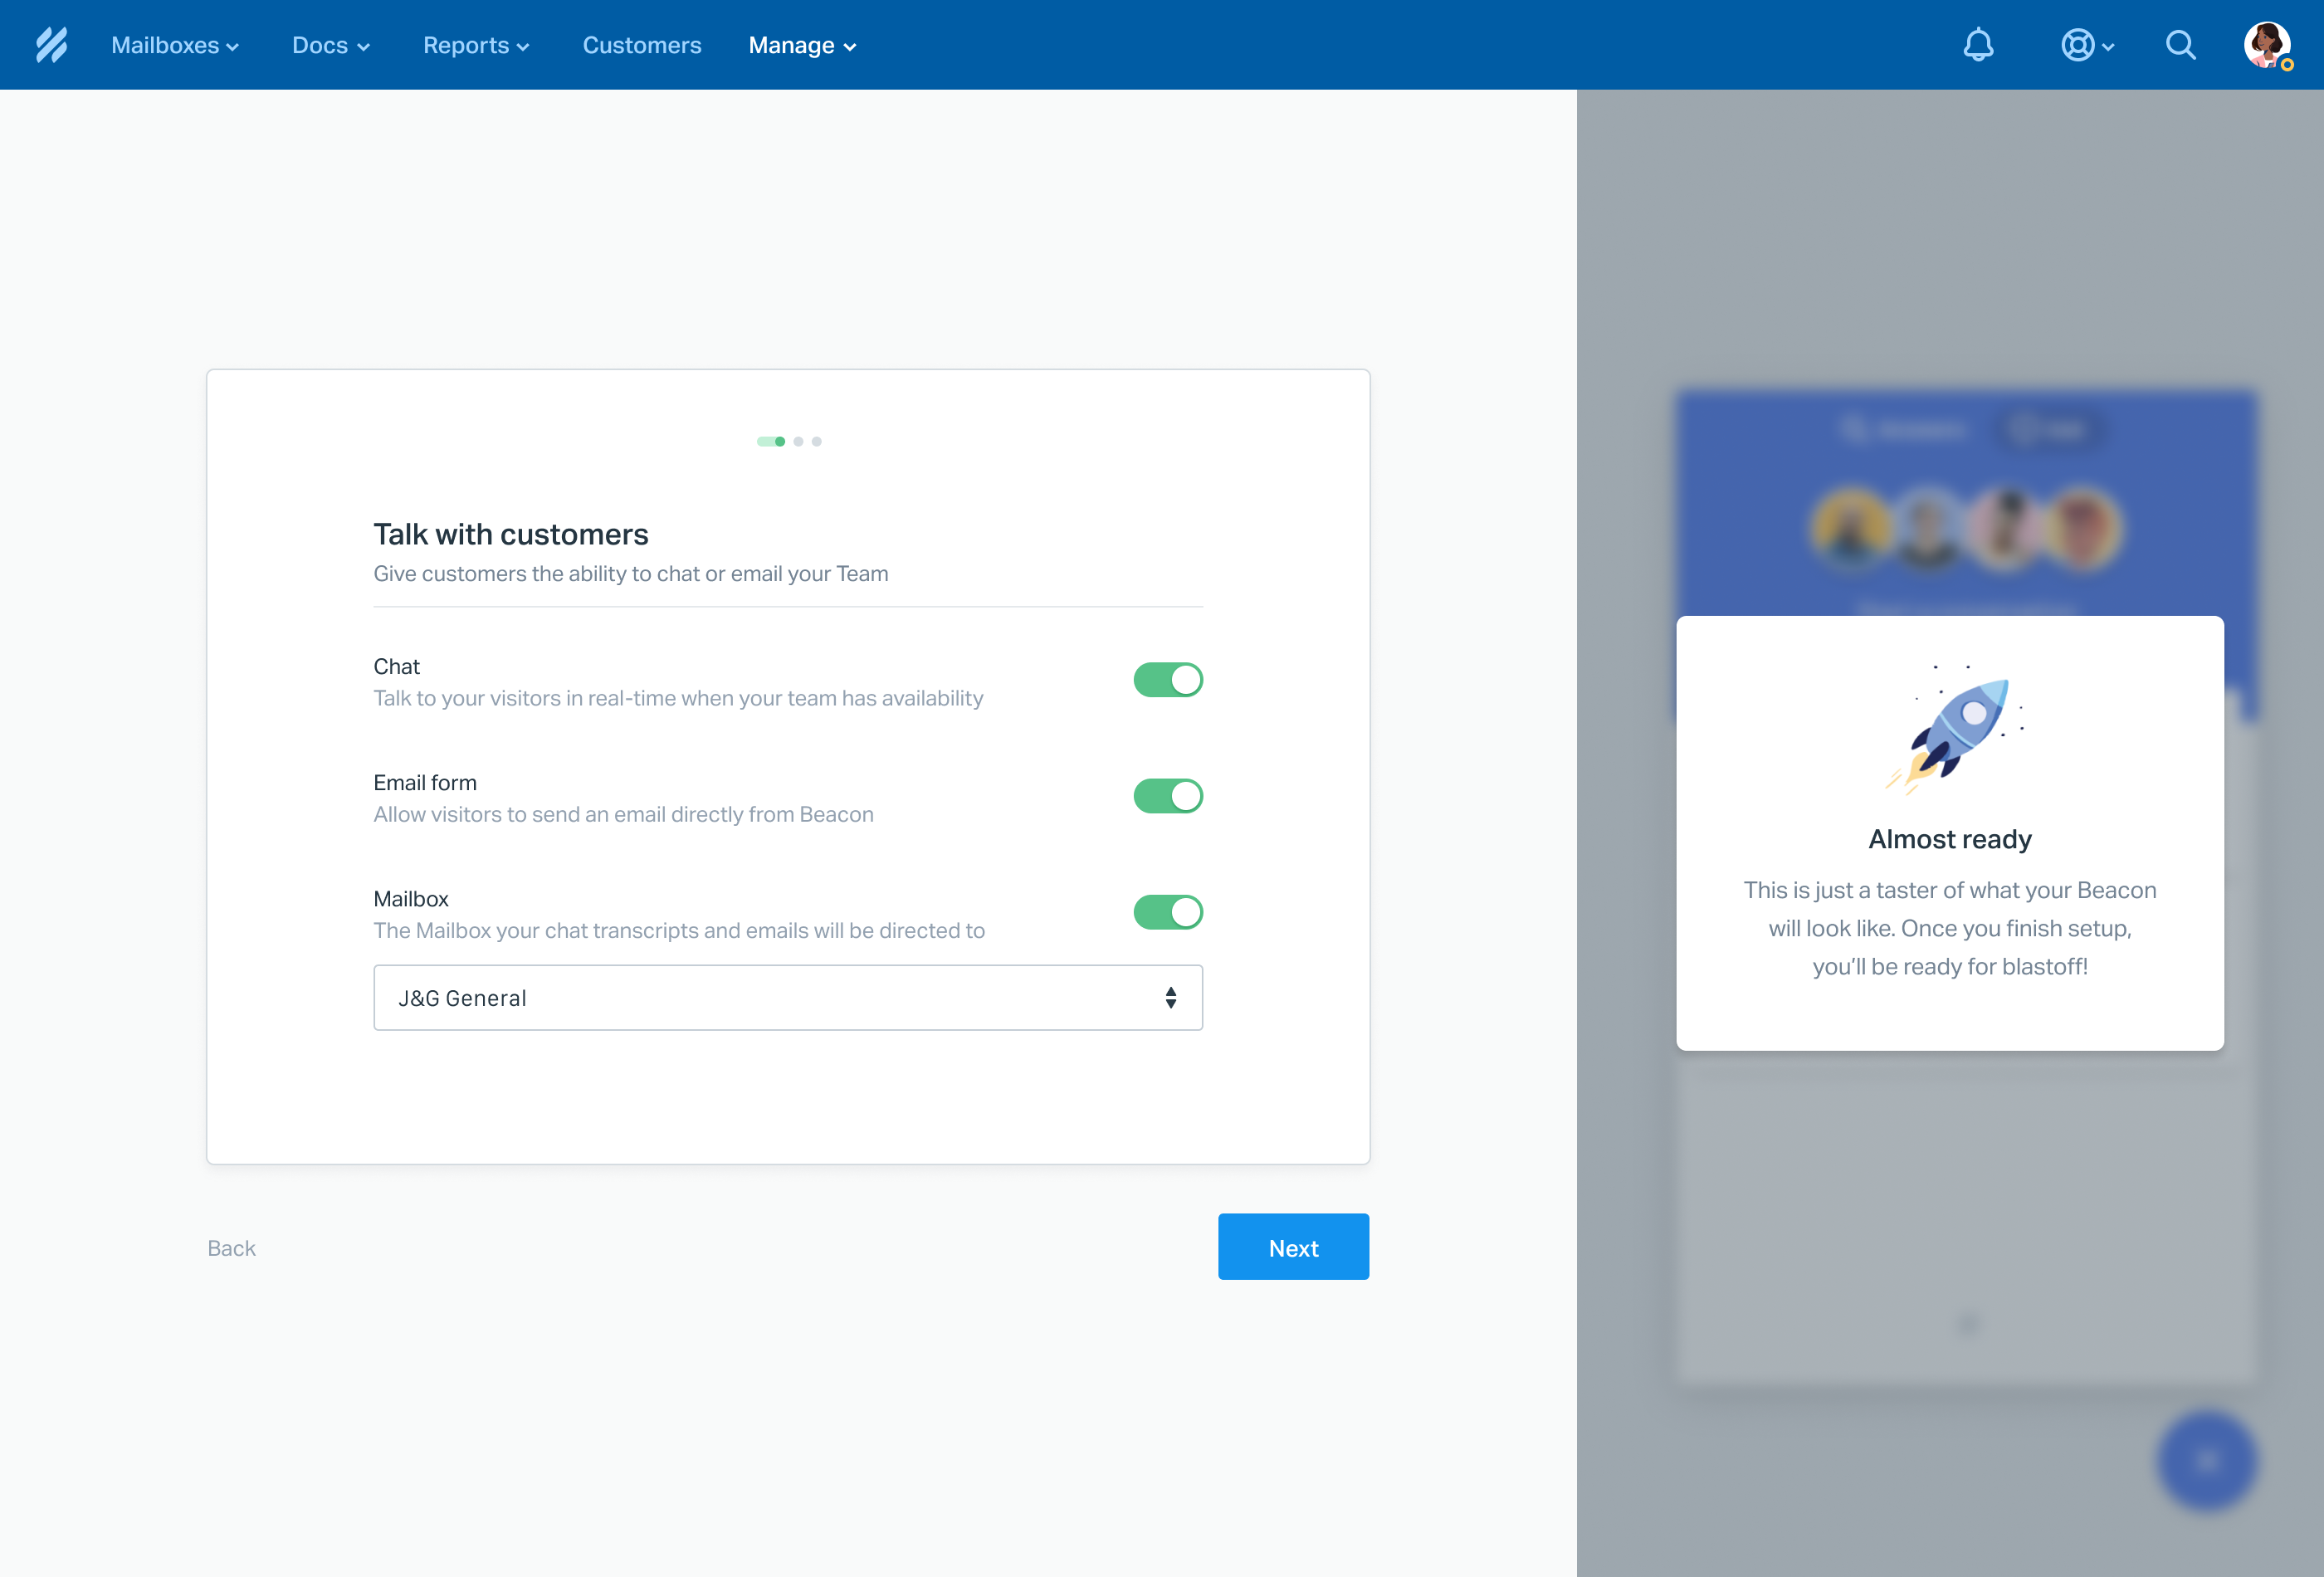 Mailboxes
Docs
Reports
Customers
Manage
Talk with customers
Give customers the ability to chat or email your Team
Chat
Talk to your visitors in real-time when your team has availability
Email form
Allow visitors to send an email directly from Beacon
Mailbox
The Mailbox your chat transcripts and emails will be directed to
J&G General
Back
Next
Almost ready
This is just a taster of what your Beacon
will look like. Once you finish setup,
you’ll be ready for blastoff!